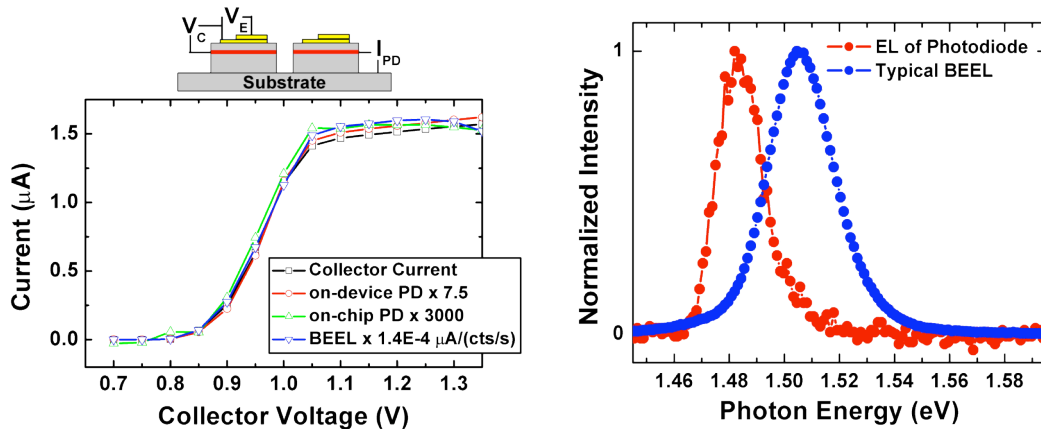 V_C
V_E
I_PD
Substrate
Current (μA)
1.5
1.0
0.5
0.0
Collector Current
on-device PD x 7.5
on-chip PD x 3000
BEEL x 1.4E-4 μA/(cts/s)
0.7 0.8 0.9 1.0 1.1 1.2 1.3
Collector Voltage (V)
Normalized Intensity
1
0
EL of Photodiode
Typical BEEL
1.46 1.48 1.50 1.52 1.54 1.56 1.58
Photon Energy (eV)